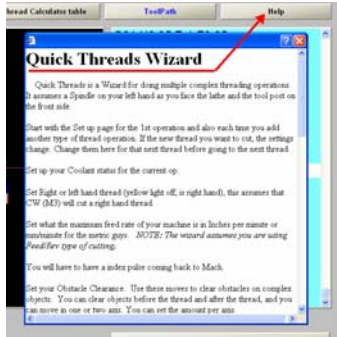 hread Calculator table ToolPath Help
Quick Threads Wizard
Quick Threads is a Wizard for doing multiple complex threading operations.
It assumes a Spindle on your left hand as you face the lathe and the tool post on
the front side.
Start with the Set up page for the 1st operation and also each time you add
another type of thread operation. If the new thread you want to cut, the settings
change. Change them here for that next thread before going to the next thread
Set up your Coolant status for the current op.
Set Right or left hand thread (yellow light off, is right hand), this assumes that
CW (M3) will cut a right hand thread.
Set what the maximum feed rate of your machine is in Inches per minute or
mm/minute for the metric guys. NOTE: The wizard assumes you are using
Feed/Rev type of cutting.
You will have to have a index pulse coming back to Mach.
Set your Obstacle Clearance. Use these moves to clear obstacles on complex
objects. You can clear objects before the thread and after the thread, and you
can move in one or two axis. You can set the amount per axis